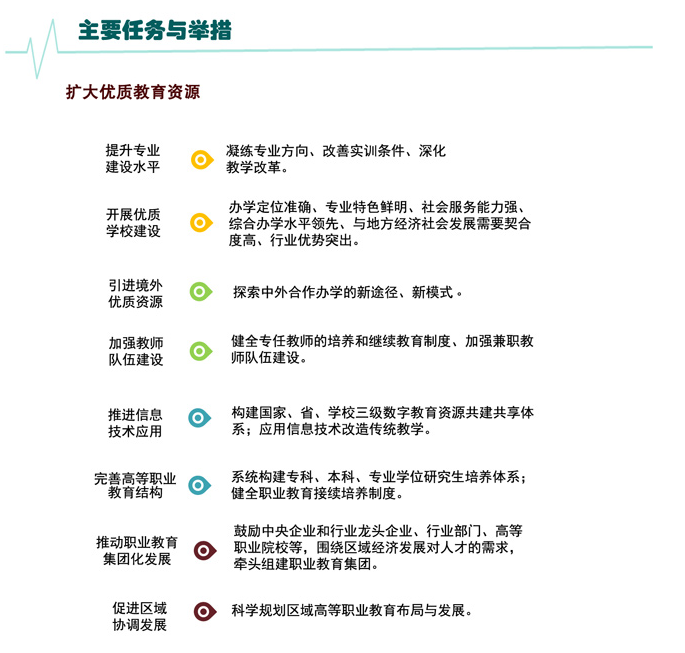 主要任务与举措
扩大优质教育资源
提升专业
建设水平
凝练专业方向、改善实训条件、深化
教学改革。
开展优质
学校建设
办学定位准确、专业特色鲜明、社会服务能力强、
综合办学水平领先、与地方经济社会发展需要契合
度高、行业优势突出。
引进境外
优质资源
探索中外合作办学的新途径、新模式。
加强教师
队伍建设
健全专任教师的培养和继续教育制度、加强兼职教
师队伍建设。
推进信息
技术应用
构建国家、省、学校三级数字教育资源共建共享体
系；应用信息技术改造传统教学。
完善高等职业
教育结构
系统构建专科、本科、专业学位研究生培养体系；
健全职业教育接续培养制度。
推动职业教育
集团化发展
鼓励中央企业和行业龙头企业、行业部门、高等
职业院校等，围绕区域经济发展对人才的需求，
牵头组建职业教育集团。
促进区域
协调发展
科学规划区域高等职业教育布局与发展。